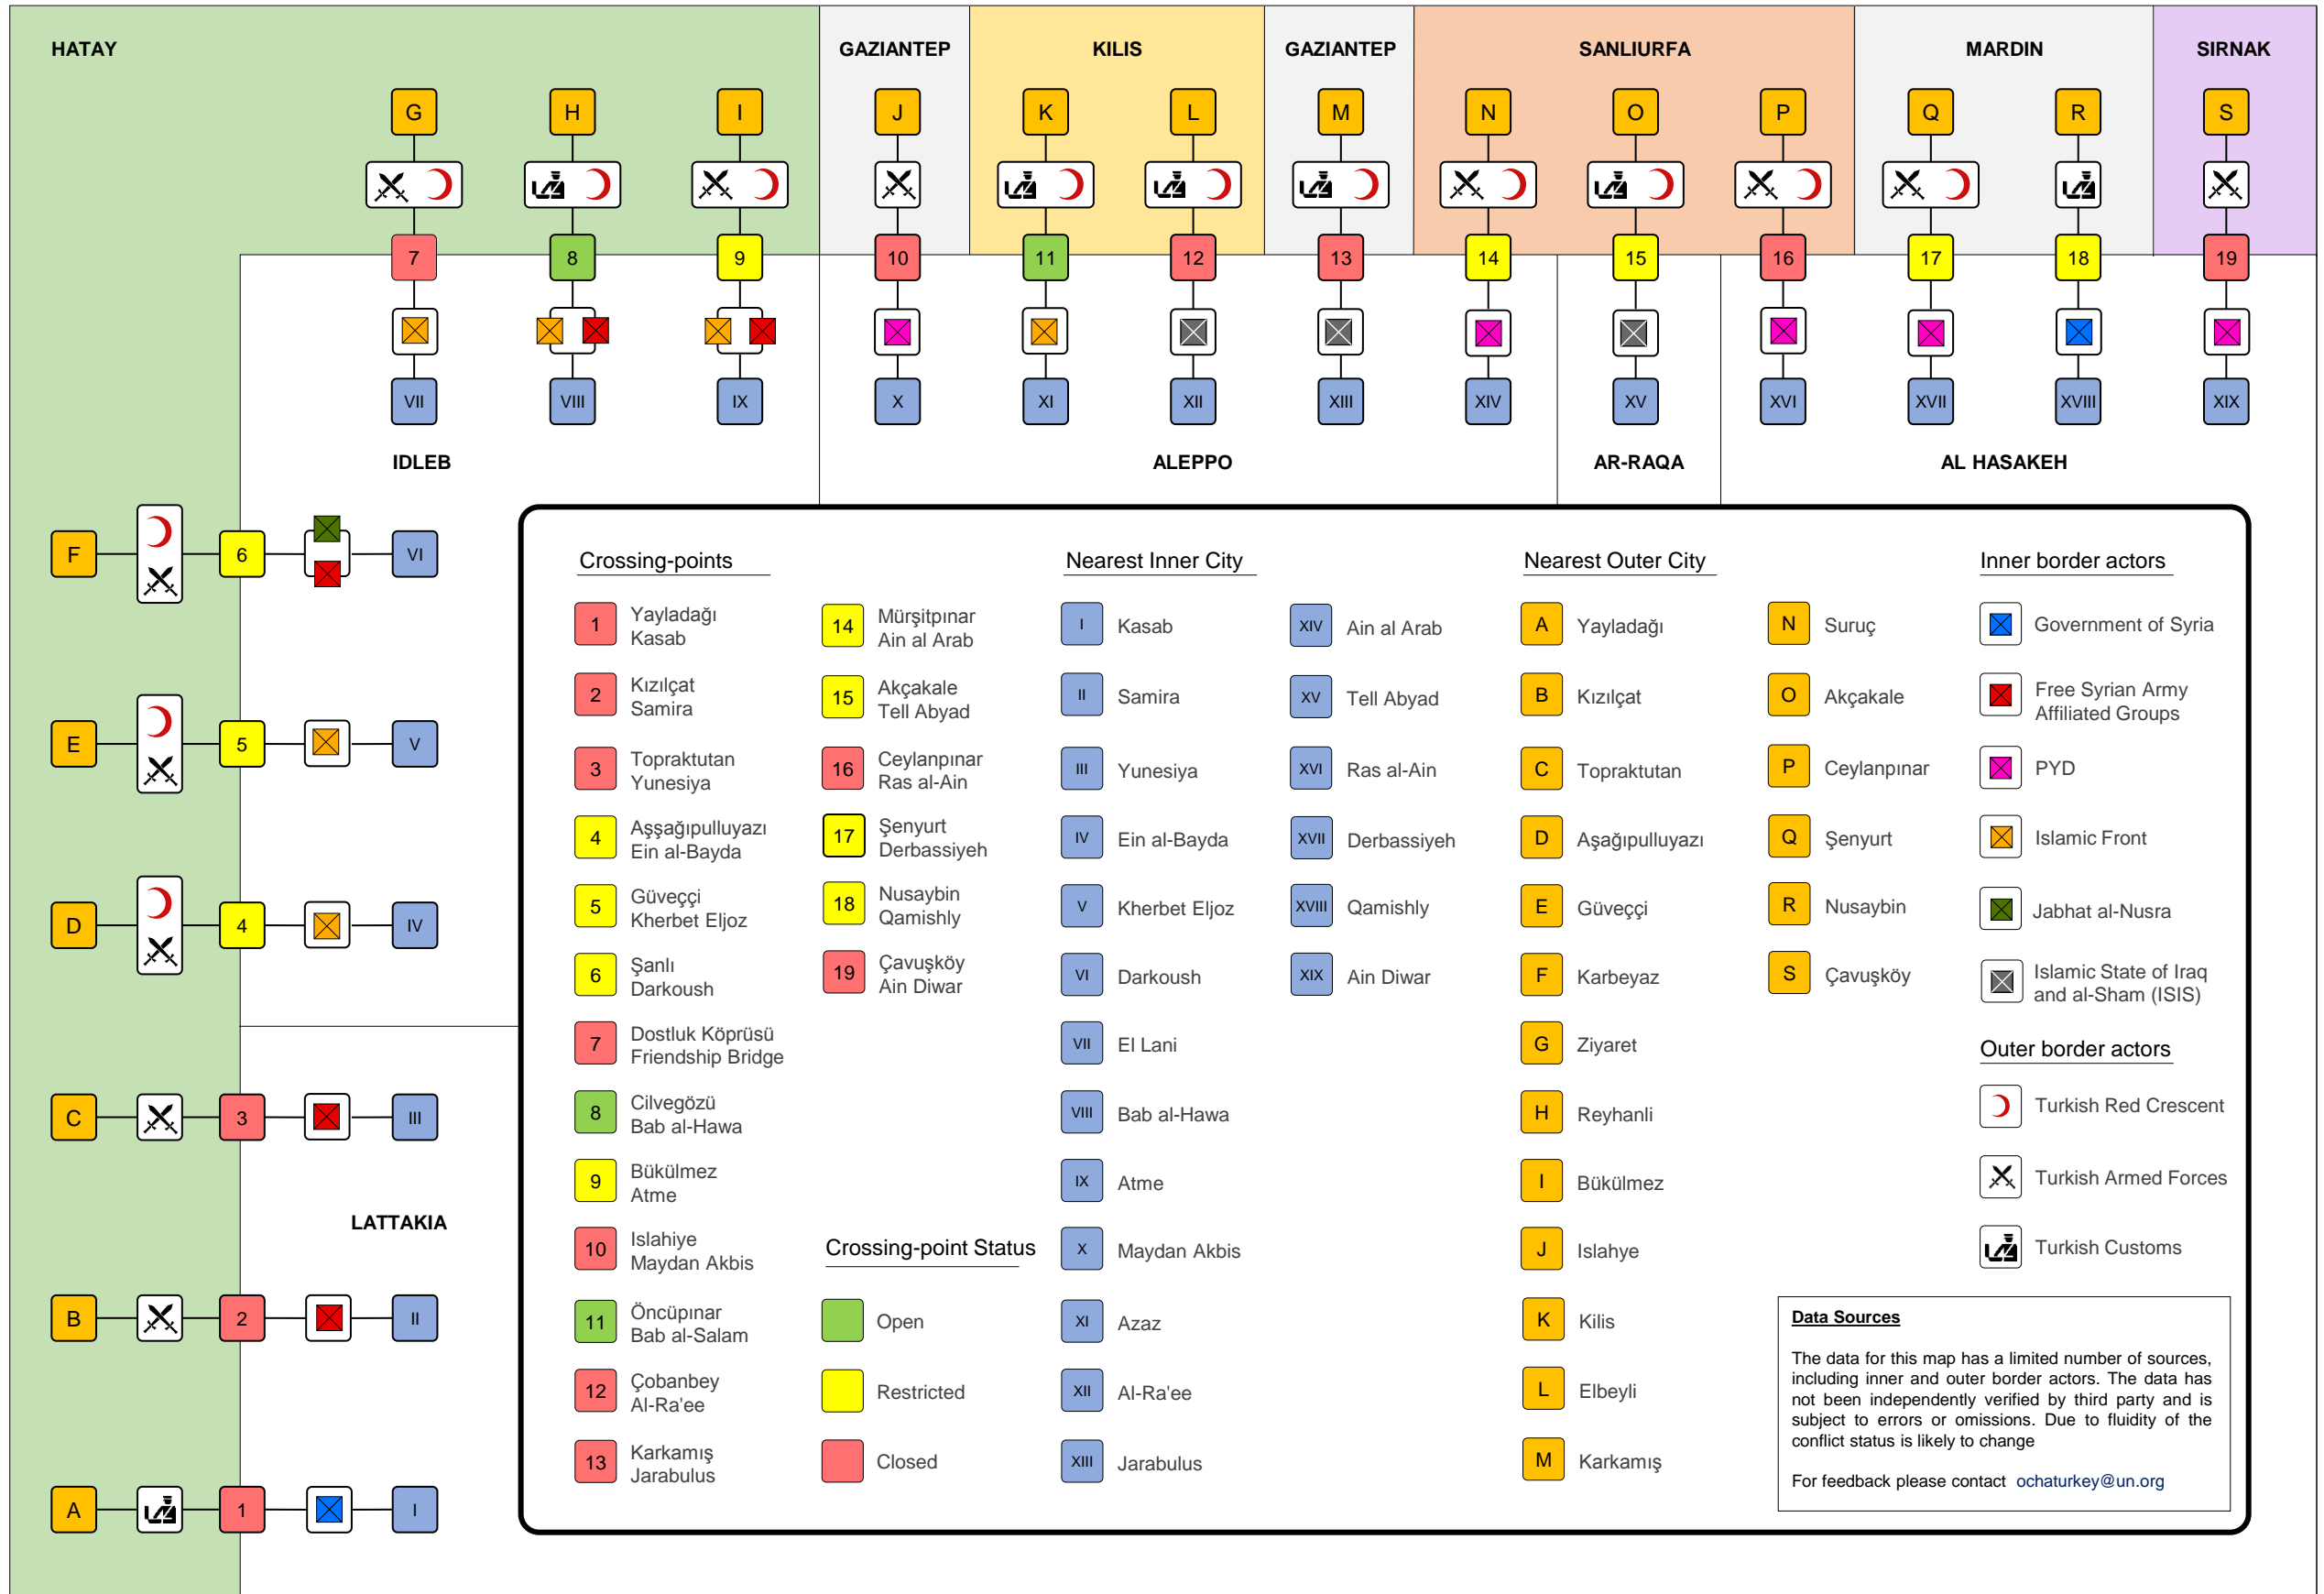 HATAY
GAZIANTEP
KILIS
GAZIANTEP
SANLIURFA
MARDIN
SIRNAK
G
H
I
J
K
L
M
N
O
P
Q
R
S
7
8
9
10
11
12
13
14
15
16
17
18
19
VII
VIII
IX
X
XI
XII
XIII
XIV
XV
XVI
XVII
XVIII
XIX
IDLEB
ALEPPO
AR-RAQA
AL HASAKEH
F
6
VI
E
5
V
D
4
IV
C
3
III
LATTAKIA
B
2
II
A
1
I
Crossing-points
1
Yayladağı
Kasab
2
Kızılçat
Samira
3
Topraktutan
Yunesiya
4
Aşşağıpulluyazı
Ein al-Bayda
5
Güveççi
Kherbet Eljoz
6
Şanlı
Darkoush
7
Dostluk Köprüsü
Friendship Bridge
8
Cilvegözü
Bab al-Hawa
9
Bükülmez
Atme
10
Islahiye
Maydan Akbis
11
Öncüpınar
Bab al-Salam
12
Çobanbey
Al-Ra'ee
13
Karkamış
Jarabulus
14
Mürşitpınar
Ain al Arab
15
Akçakale
Tell Abyad
16
Ceylanpınar
Ras al-Ain
17
Şenyurt
Derbassiyeh
18
Nusaybin
Qamishly
19
Çavuşköy
Ain Diwar
Crossing-point Status
Open
Restricted
Closed
Nearest Inner City
I
Kasab
II
Samira
III
Yunesiya
IV
Ein al-Bayda
V
Kherbet Eljoz
VI
Darkoush
VII
El Lani
VIII
Bab al-Hawa
IX
Atme
X
Maydan Akbis
XI
Azaz
XII
Al-Ra'ee
XIII
Jarabulus
XIV
Ain al Arab
XV
Tell Abyad
XVI
Ras al-Ain
XVII
Derbassiyeh
XVIII
Qamishly
XIX
Ain Diwar
Nearest Outer City
A
Yayladağı
B
Kızılçat
C
Topraktutan
D
Aşağıpulluyazı
E
Güveççi
F
Karbeyaz
G
Ziyaret
H
Reyhanli
I
Bükülmez
J
Islahye
K
Kilis
L
Elbeyli
M
Karkamış
N
Suruç
O
Akçakale
P
Ceylanpınar
Q
Şenyurt
R
Nusaybin
S
Çavuşköy
Inner border actors
Government of Syria
Free Syrian Army
Affiliated Groups
PYD
Islamic Front
Jabhat al-Nusra
Islamic State of Iraq
and al-Sham (ISIS)
Outer border actors
Turkish Red Crescent
Turkish Armed Forces
Turkish Customs
Data Sources
The data for this map has a limited number of sources,
including inner and outer border actors. The data has
not been independently verified by third party and is
subject to errors or omissions. Due to fluidity of the
conflict status is likely to change
For feedback please contact ochaturkey@un.org